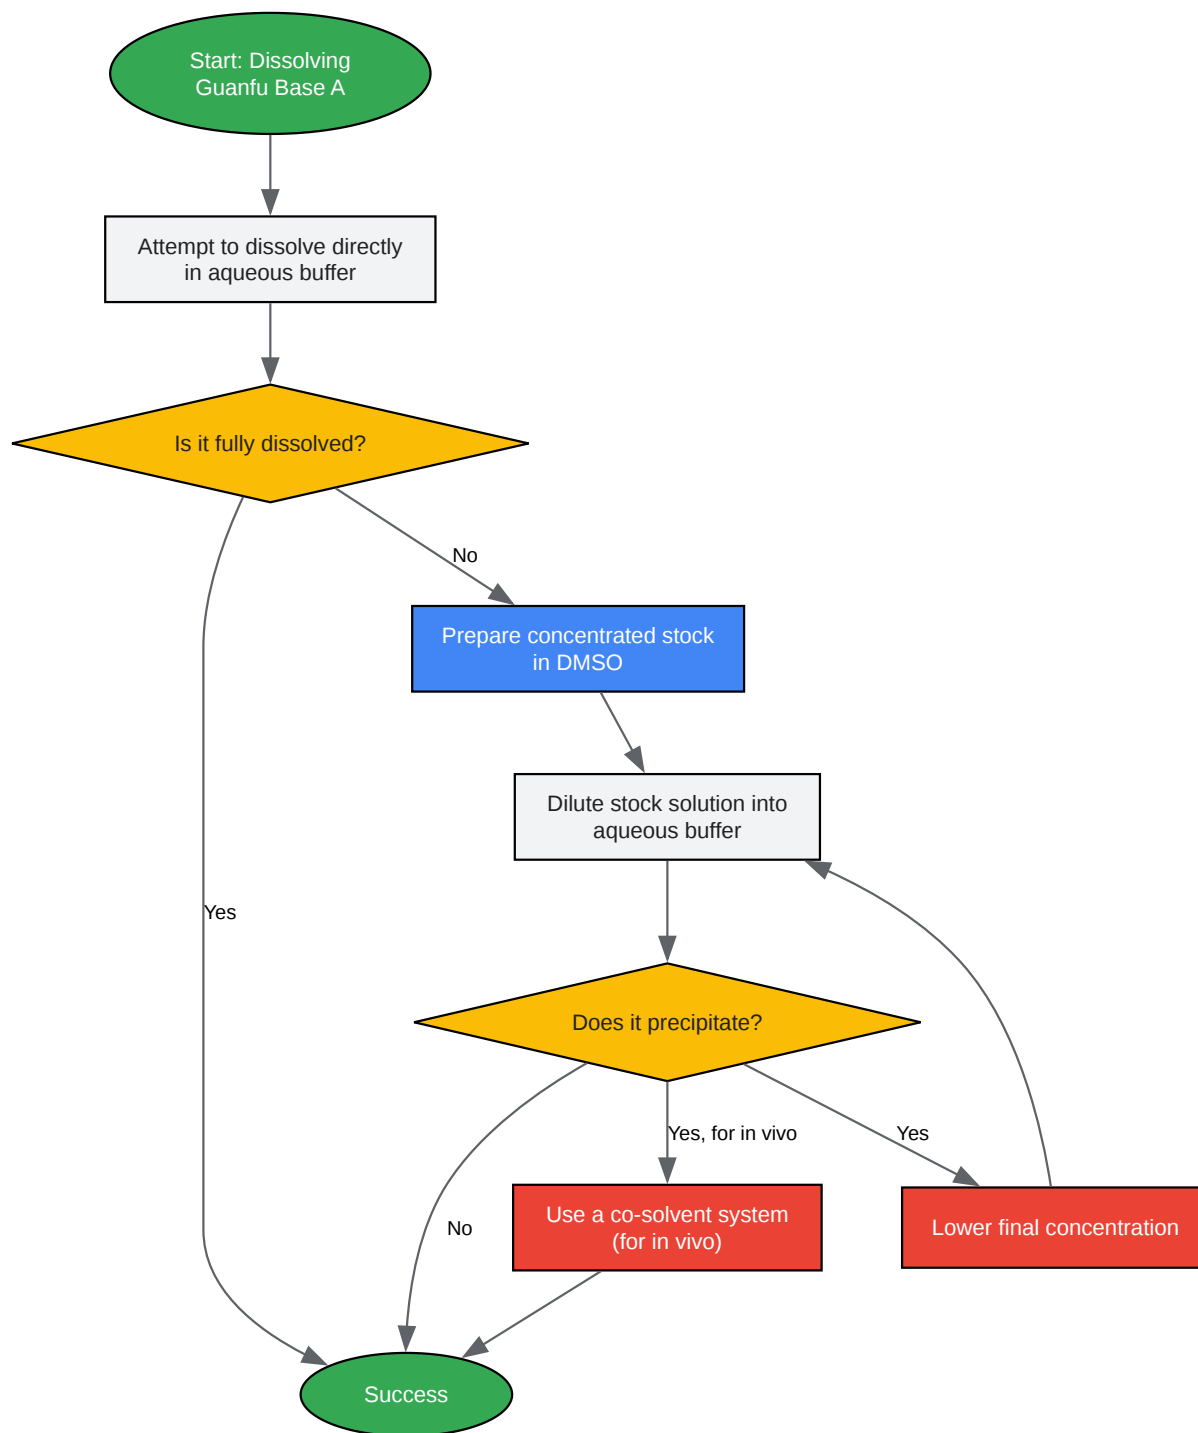 Start: Dissolving
Guanfu Base A
Attempt to dissolve directly
in aqueous buffer
Is it fully dissolved?
No
Prepare concentrated stock
in DMSO
Dilute stock solution into
aqueous buffer
Yes
Does it precipitate?
Yes, for in vivo
Yes
No
Use a co-solvent system
(for in vivo)
Lower final concentration
Success